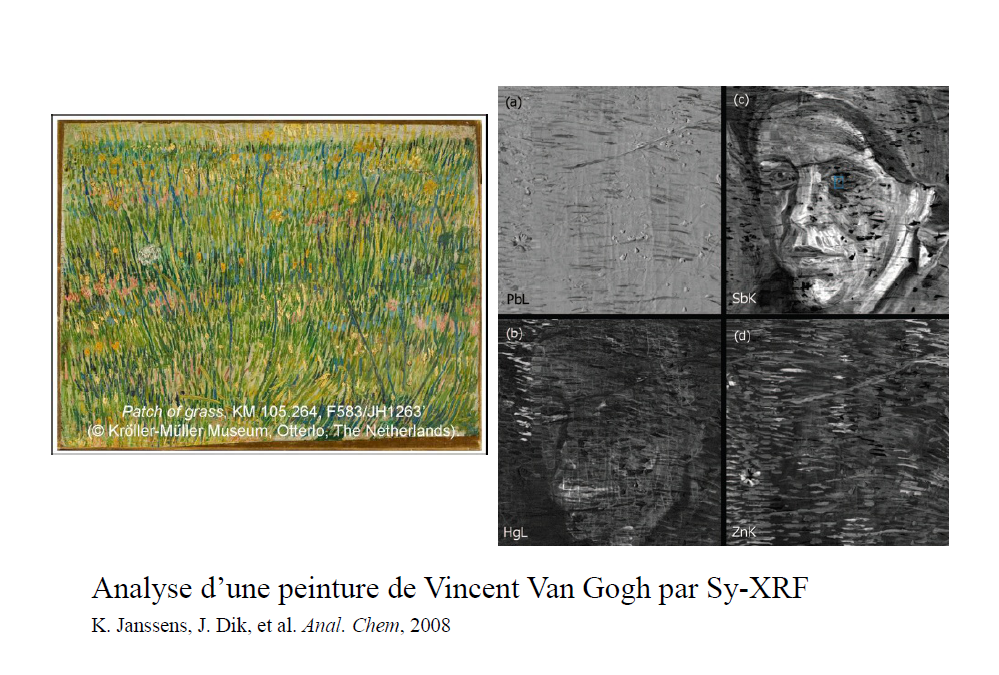 Patch of grass, KM 105.264, F583/JH1263
(© Kröller-Müller Museum, Otterlo, The Netherlands).
(a)
PbL
(c)
SbK
(b)
HgL
(d)
ZnK
Analyse d’une peinture de Vincent Van Gogh par Sy-XRF
K. Janssens, J. Dik, et al. Anal. Chem, 2008